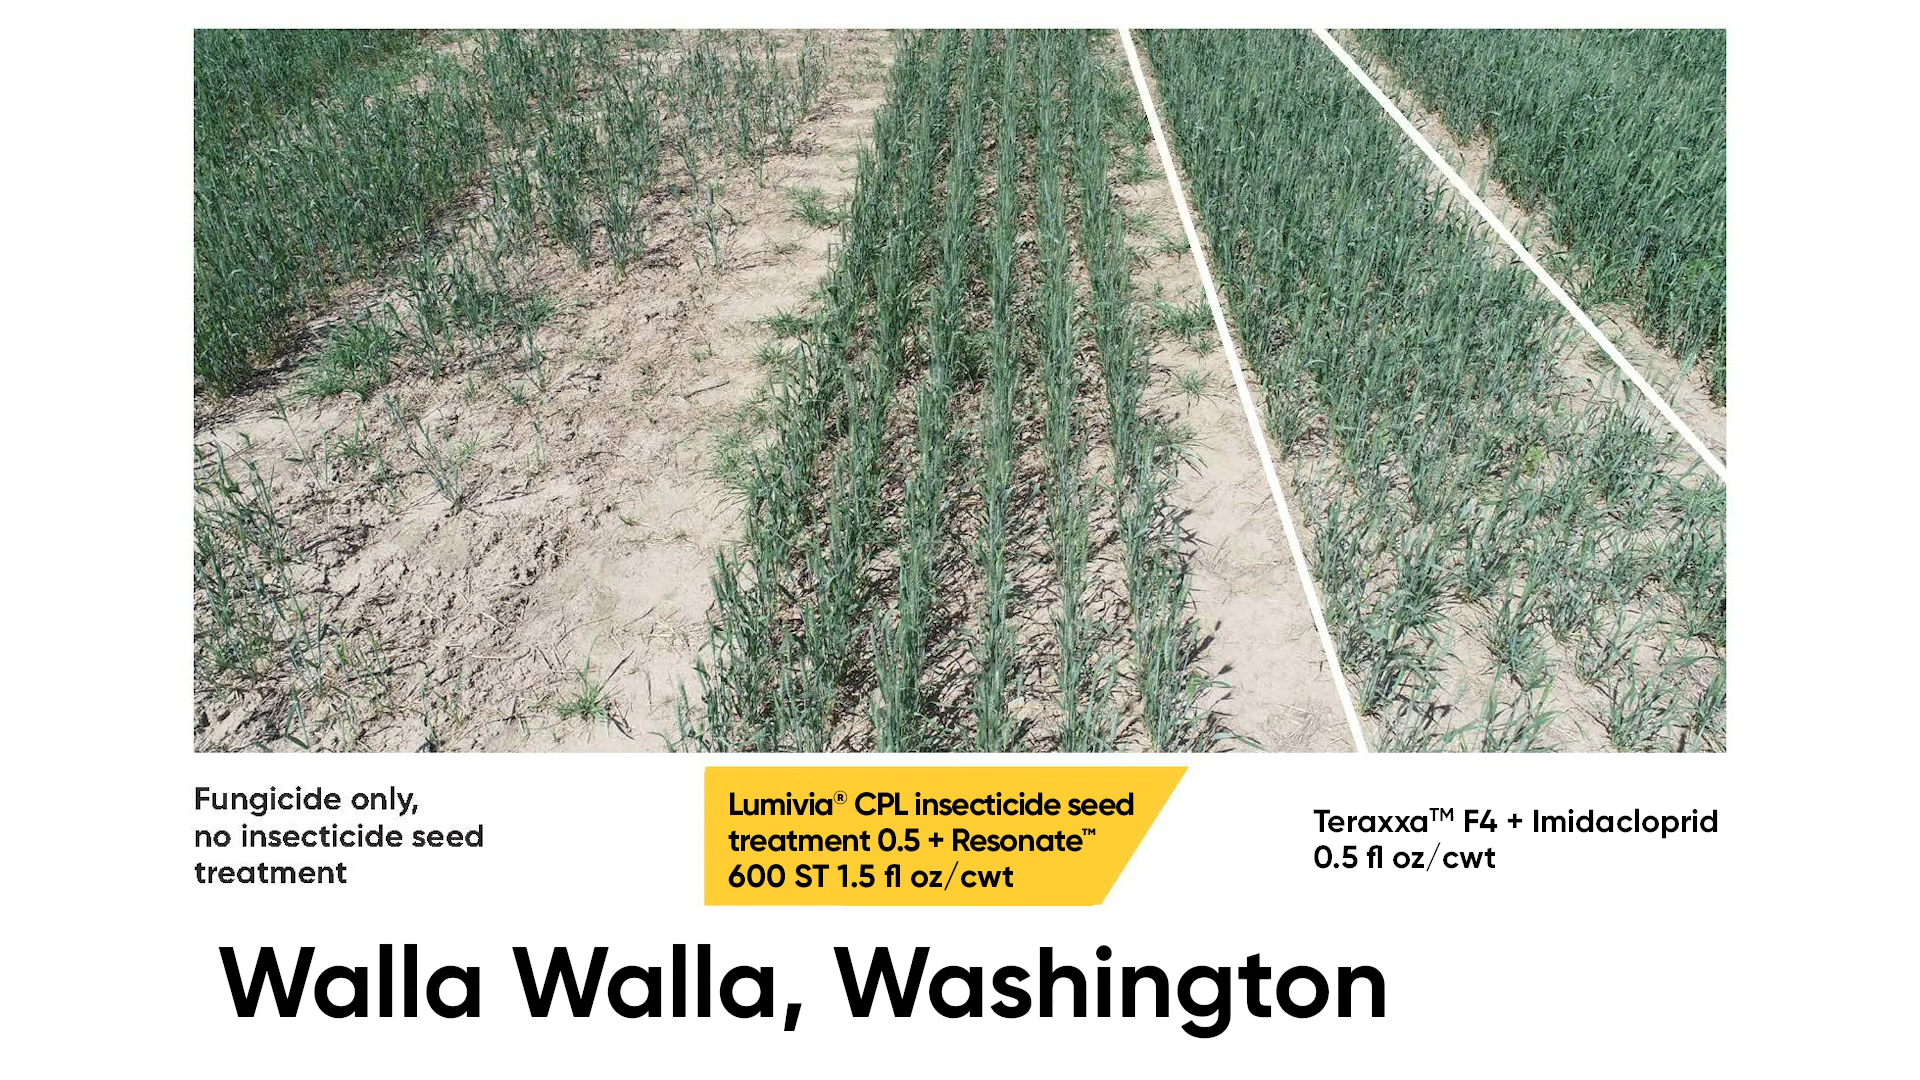 Fungicide only,
no insecticide seed
treatment
Lumivia® CPL insecticide seed
treatment 0.5 + Resonate™
600 ST 1.5 fl oz/cwt
Teraxxa™ F4 + Imidacloprid
0.5 fl oz/cwt
Walla Walla, Washington